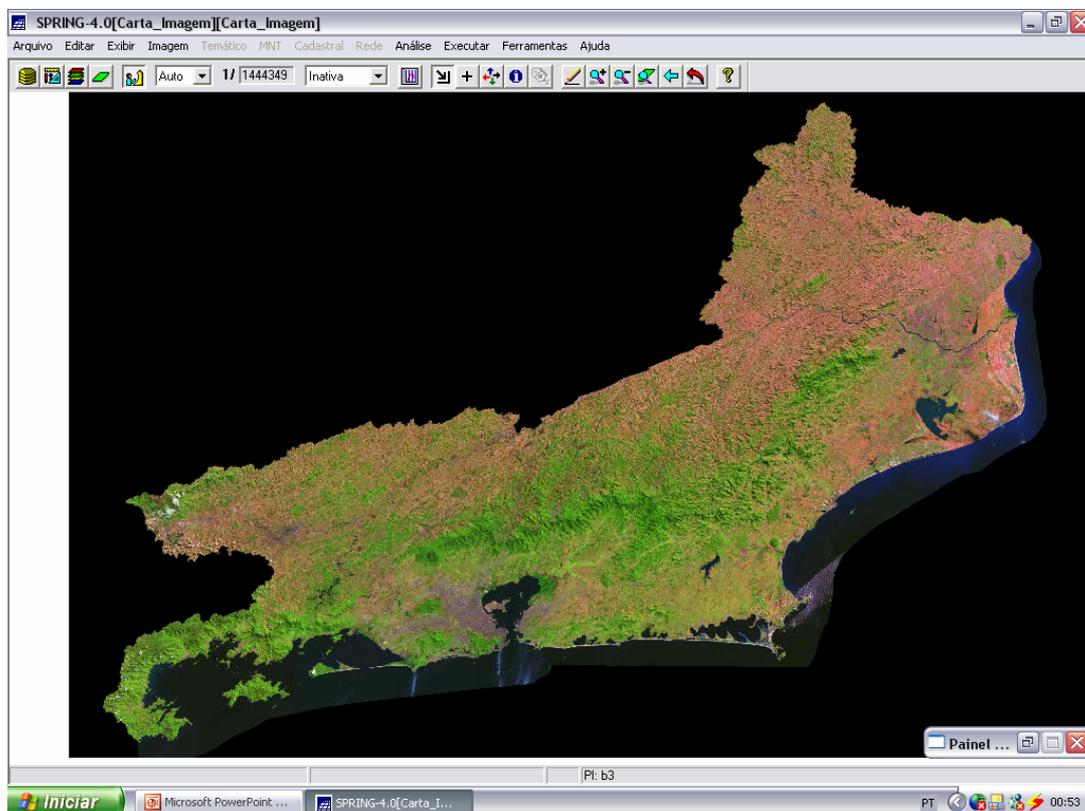 SPRING-4.0[Carta_Imagem][Carta_Imagem]
Arquivo Editar Exibir Imagem Temático MNT Cadastral Rede Análise Executar Ferramentas Ajuda
Auto 1/ 1444349 Inativa
Painel ...
PI: b3
Iniciar Microsoft PowerPoint ... SPRING-4.0[Carta_I... PT 00:53